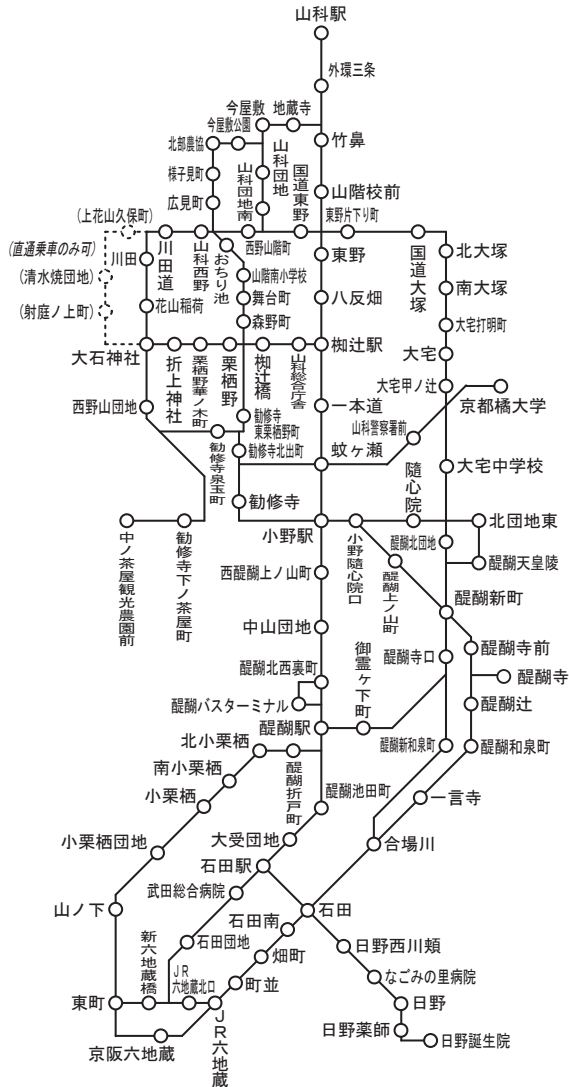 山科駅
外環三条
今屋敷
地蔵寺
今屋敷公園
北部農協
竹鼻
様子見町
山科団地
山科団地南
国道東野
山階校前
広見町
(上花山久保町)
東野片下り町
(直通乗車のみ可)
川田
川田道
山科西野
おちり池
西野山階町
東野
国道大塚
北大塚
(清水焼団地)
山階南小学校
南大塚
舞台町
八反畑
(射庭ノ上町)
花山稲荷
森野町
大宅打明町
大石神社
折上神社
栗栖野華ノ木町
栗栖野
椥辻橋
山科総合庁舎
椥辻駅
大宅
大宅甲ノ辻
京都橘大学
西野山団地
勧修寺
東栗栖野町
一本道
山科警察署前
勧修寺泉玉町
勧修寺北出町
蚊ヶ瀬
随心院
大宅中学校
勧修寺
中ノ茶屋観光農園前
勧修寺下ノ茶屋町
小野駅
小野随心院口
北団地東
醍醐北団地
醍醐天皇陵
西醍醐上ノ山町
醍醐上ノ山町
醍醐新町
中山団地
御霊ヶ下町
醍醐寺口
醍醐寺前
醍醐寺
醍醐北西裏町
醍醐バスターミナル
醍醐辻
醍醐駅
北小栗栖
醍醐折戸町
醍醐新和泉町
醍醐和泉町
南小栗栖
小栗栖
醍醐池田町
一言寺
小栗栖団地
大受団地
合場川
石田駅
武田総合病院
山ノ下
石田
石田南
新六地蔵橋
石田団地
日野西川頬
畑町
JR
六地蔵北口
なごみの里病院
町並
東町
日野
JR六地蔵
日野薬師
日野誕生院
京阪六地蔵